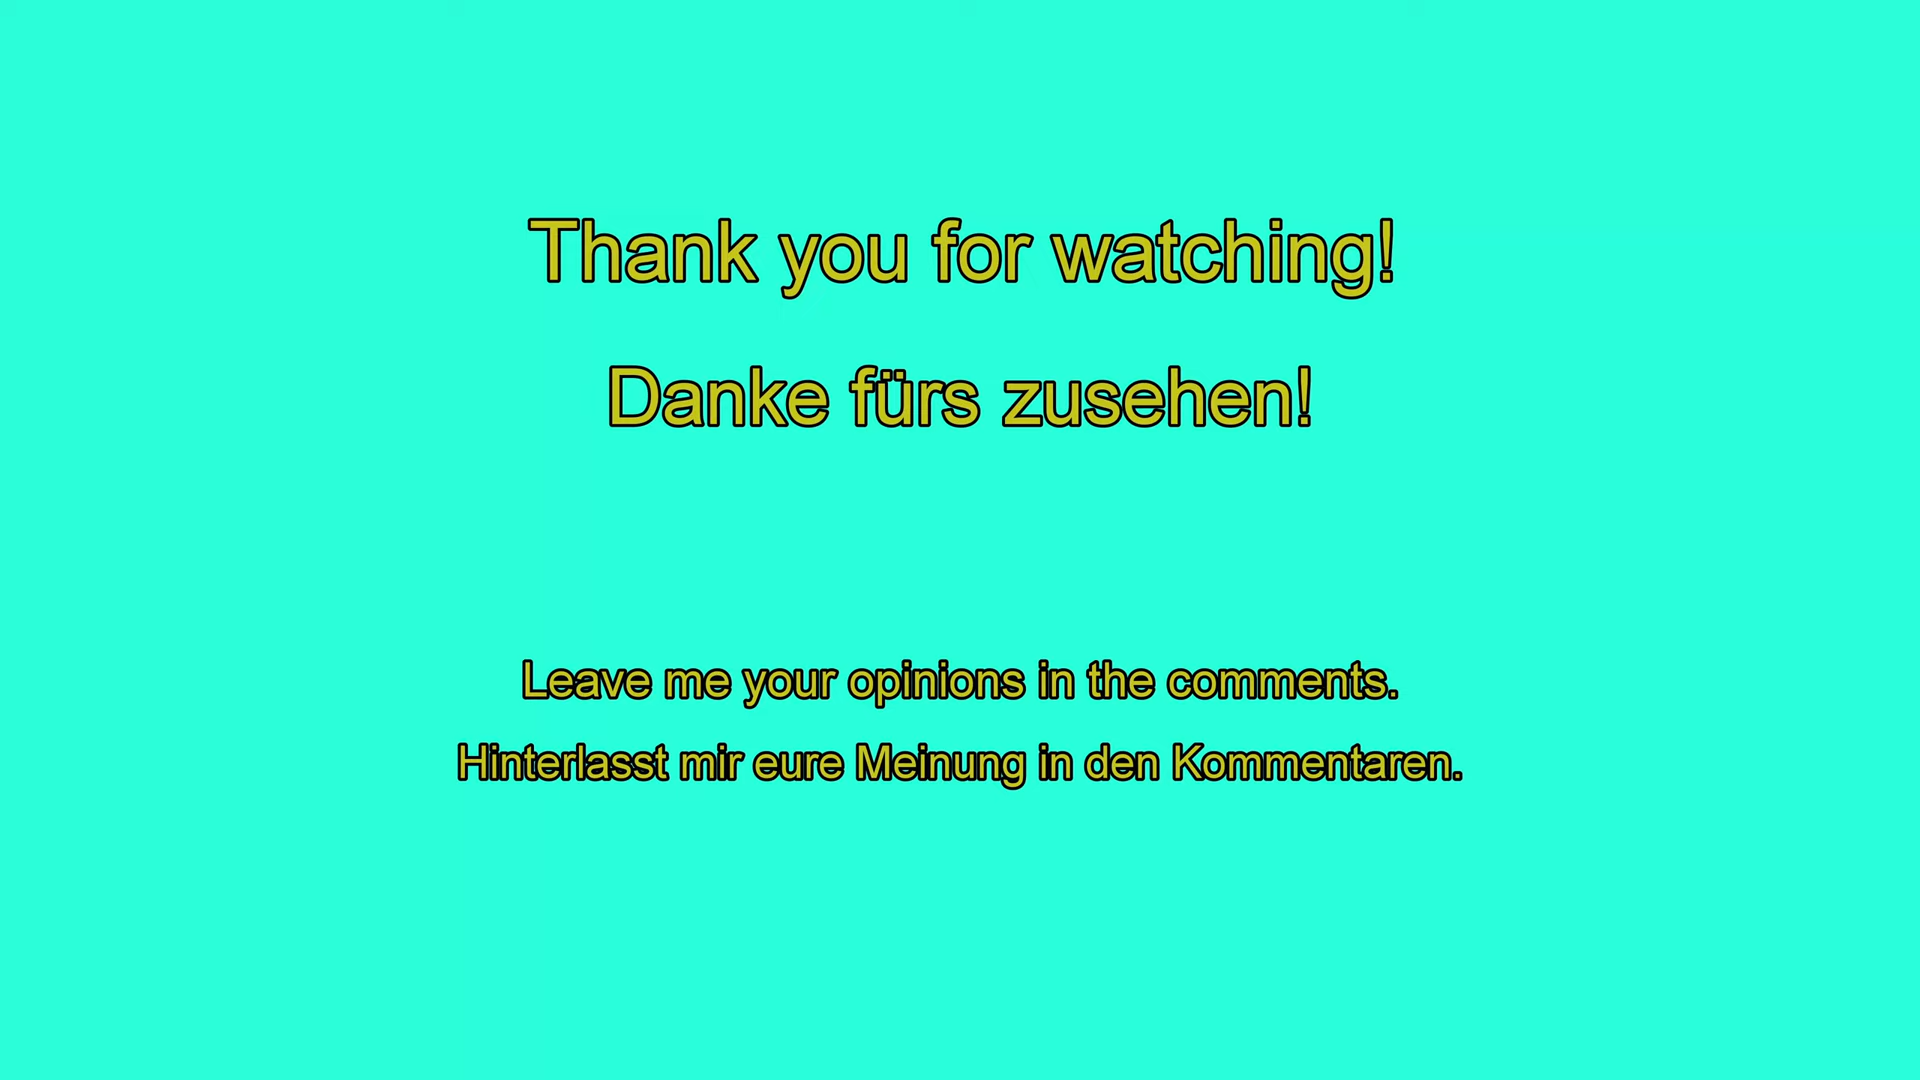 Thank you for watching!
Danke fürs zusehen!
Leave me your opinions in the comments.
Hinterlasst mir eure Meinung in den Kommentaren.